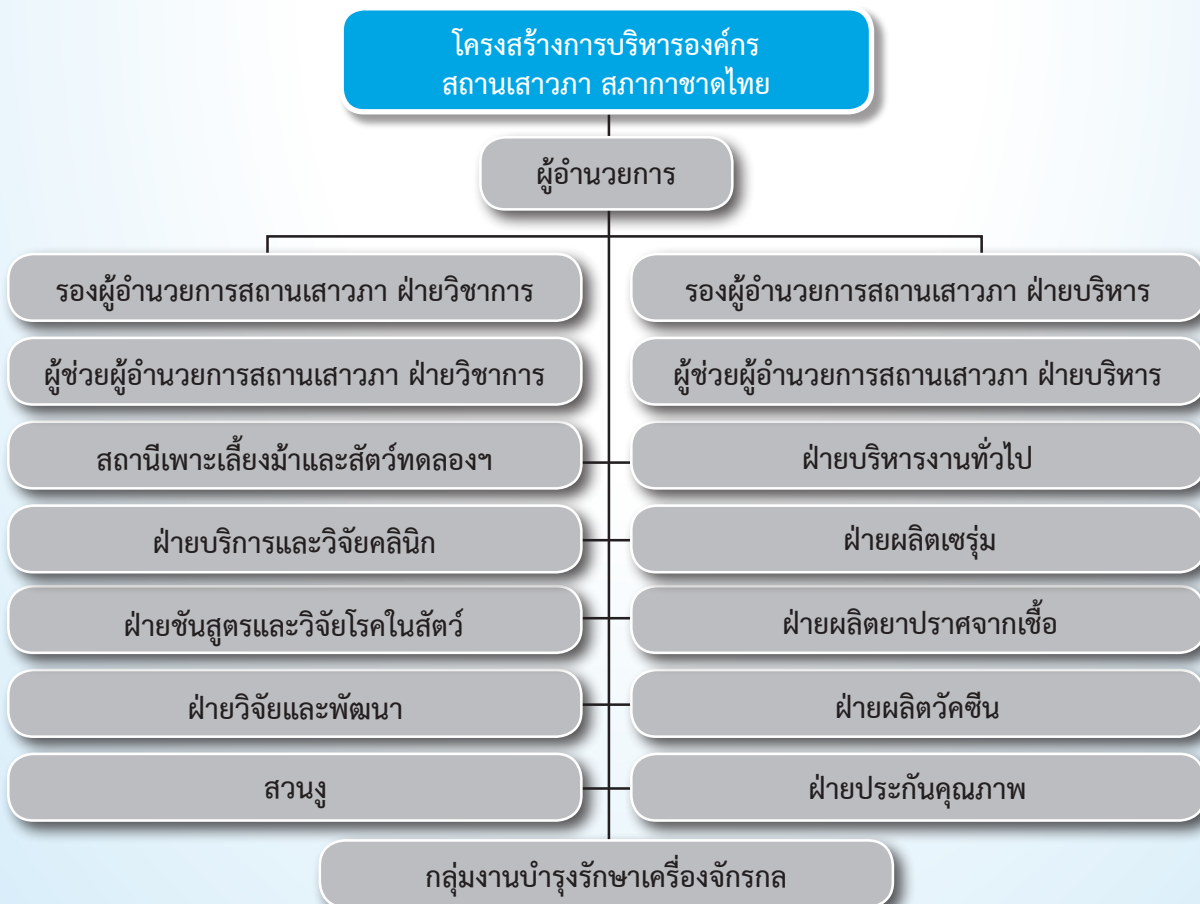 โครงสร้างการบริหารองค์กร
สถานเสาวภา สภากาชาดไทย
ผู้อำนวยการ
รองผู้อำนวยการสถานเสาวภา ฝ่ายวิชาการ
รองผู้อำนวยการสถานเสาวภา ฝ่ายบริหาร
ผู้ช่วยผู้อำนวยการสถานเสาวภา ฝ่ายวิชาการ
ผู้ช่วยผู้อำนวยการสถานเสาวภา ฝ่ายบริหาร
สถานีเพาะเลี้ยงม้าและสัตว์ทดลองฯ
ฝ่ายบริหารงานทั่วไป
ฝ่ายบริการและวิจัยคลินิก
ฝ่ายผลิตเซรุ่ม
ฝ่ายชันสูตรและวิจัยโรคในสัตว์
ฝ่ายผลิตยาปราศจากเชื้อ
ฝ่ายวิจัยและพัฒนา
ฝ่ายผลิตวัคซีน
สวนงู
ฝ่ายประกันคุณภาพ
กลุ่มงานบำรุงรักษาเครื่องจักรกล